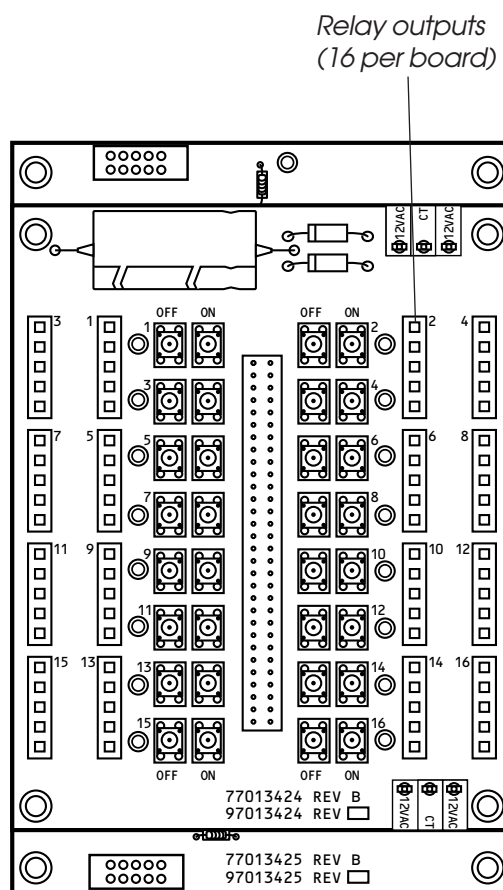 Relay outputs
(16 per board)
12VAC
CT
12VAC
OFF ON OFF ON
3 1 1 2 2 4
3 4
7 5 5 6 6 8
7 8
11 9 9 10 10 12
11 12
15 13 13 14 14 16
15 16
OFF ON OFF ON
77013424 REV B
97013424 REV
12VAC
CT
12VAC
77013425 REV B
97013425 REV